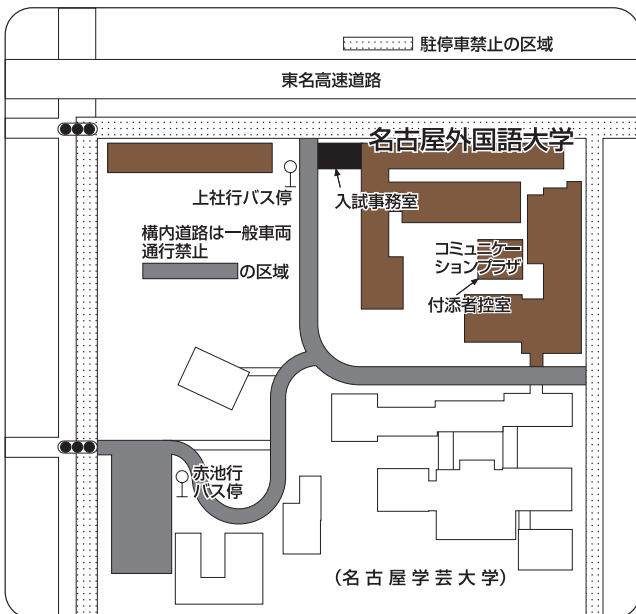 駐停車禁止の区域
東名高速道路
名古屋外国語大学
上社行バス停
入試事務室
構内道路は一般車両
通行禁止
の区域
コミュニケー
ションプラザ
付添者控室
赤池行
バス停
(名古屋学芸大学)